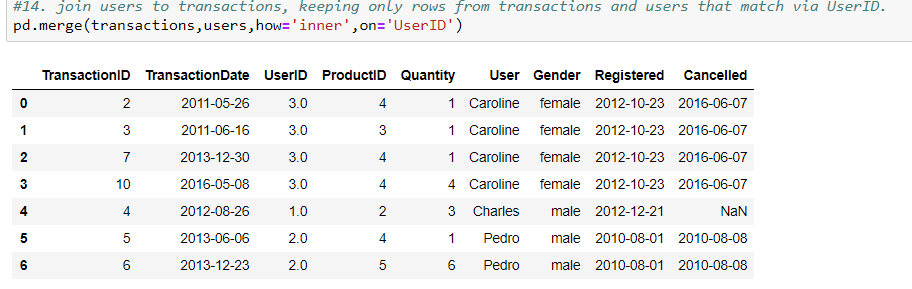 #14. join users to transactions, keeping only rows from transactions and users that match via UserID.
pd.merge(transactions,users,how='inner',on='UserID')
TransactionID TransactionDate UserID ProductID Quantity User Gender Registered Cancelled
0 2 2011-05-26 3.0 4 1 Caroline female 2012-10-23 2016-06-07
1 3 2011-06-16 3.0 3 1 Caroline female 2012-10-23 2016-06-07
2 7 2013-12-30 3.0 4 1 Caroline female 2012-10-23 2016-06-07
3 10 2016-05-08 3.0 4 4 Caroline female 2012-10-23 2016-06-07
4 4 2012-08-26 1.0 2 3 Charles male 2012-12-21 NaN
5 5 2013-06-06 2.0 4 1 Pedro male 2010-08-01 2010-08-08
6 6 2013-12-23 2.0 5 6 Pedro male 2010-08-01 2010-08-08